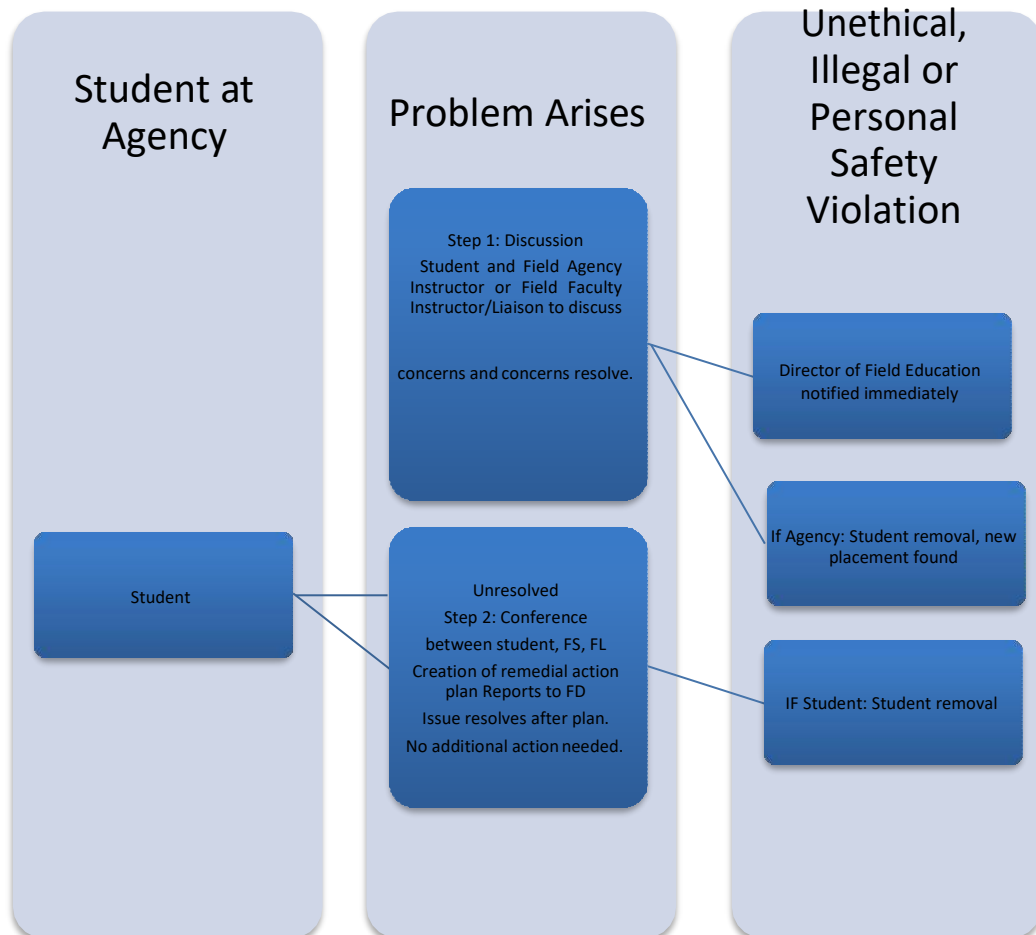 Student at
Agency
Student
Problem Arises
Step 1: Discussion
Student and Field Agency
Instructor or Field Faculty
Instructor/Liaison to discuss
concerns and concerns resolve.
Unresolved
Step 2: Conference
between student, FS, FL
Creation of remedial action
plan Reports to FD
Issue resolves after plan.
No additional action needed.
Unethical,
Illegal or
Personal
Safety
Violation
Director of Field Education
notified immediately
If Agency: Student removal, new
placement found
IF Student: Student removal